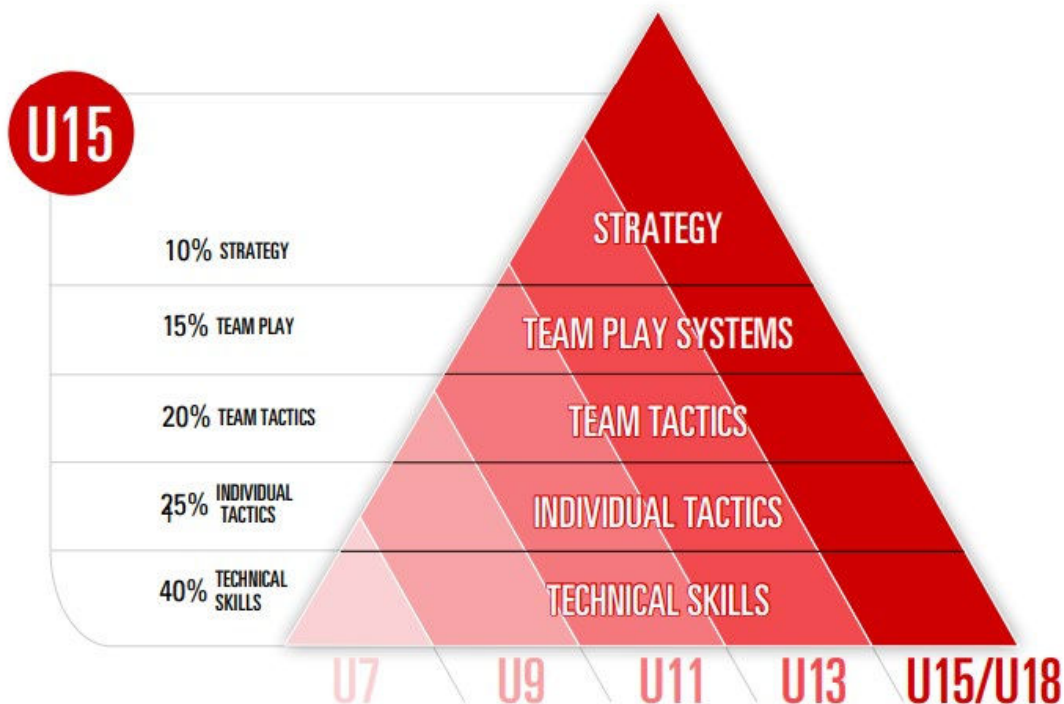 U15
10% STRATEGY
15% TEAM PLAY
20% TEAM TACTICS
25% INDIVIDUAL
TACTICS
40% TECHNICAL
SKILLS
STRATEGY
TEAM PLAY SYSTEMS
TEAM TACTICS
INDIVIDUAL TACTICS
TECHNICAL SKILLS
U7 U9 U11 U13 U15/U18